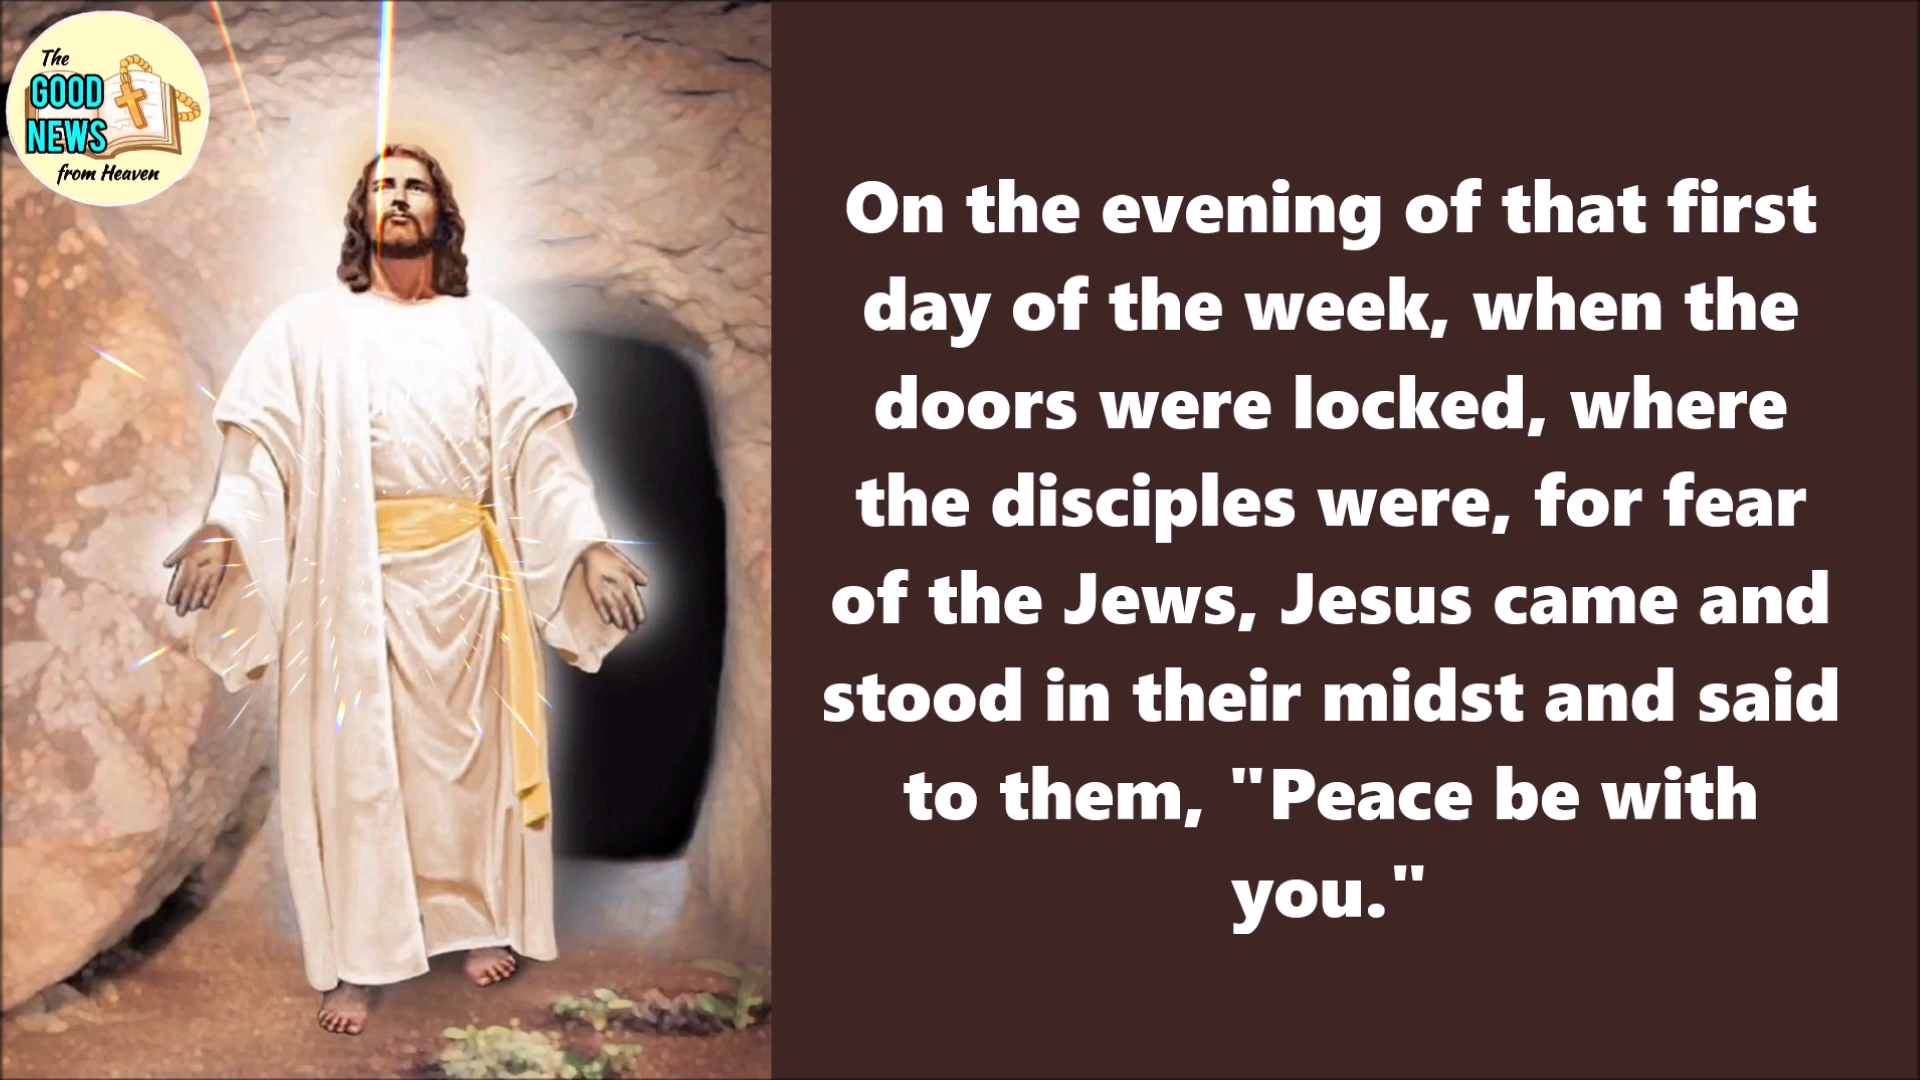 The
GOOD
NEWS
from Heaven
On the evening of that first
day of the week, when the
doors were locked, where
the disciples were, for fear
of the Jews, Jesus came and
stood in their midst and said
to them, "Peace be with
you."